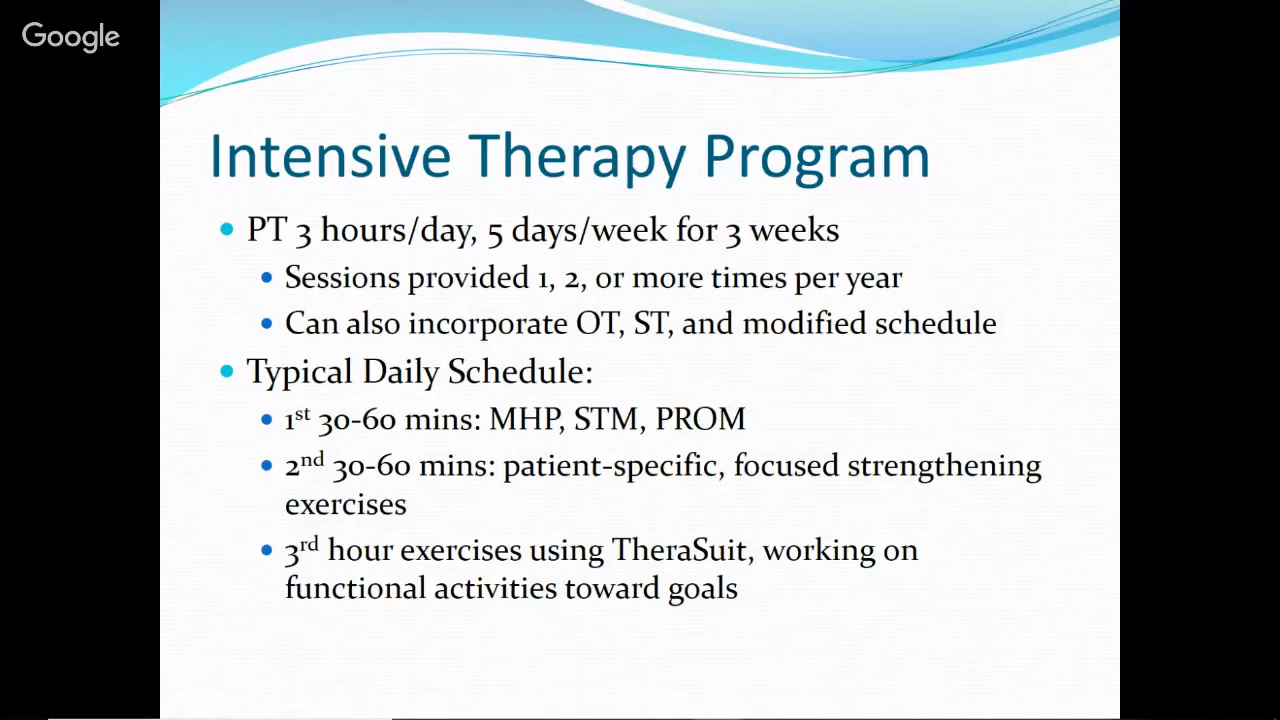 Google
Intensive Therapy Program
• PT 3 hours/day, 5 days/week for 3 weeks
• Sessions provided 1, 2, or more times per year
• Can also incorporate OT, ST, and modified schedule
• Typical Daily Schedule:
• 1st 30-60 mins: MHP, STM, PROM
• 2nd 30-60 mins: patient-specific, focused strengthening
exercises
• 3rd hour exercises using TheraSuit, working on
functional activities toward goals